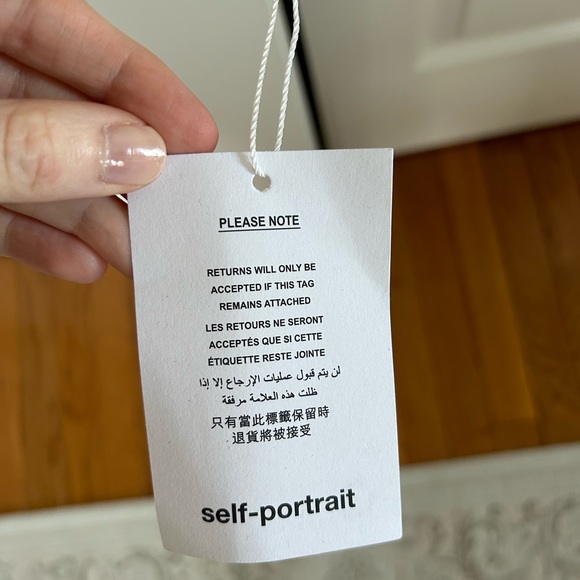 PLEASE NOTE
RETURNS WILL ONLY BE
ACCEPTED IF THIS TAG
REMAINS ATTACHED
LES RETOURS NE SERONT
ACCEPTÉS QUE SI CETTE
ÉTIQUETTE RESTE JOINTE
لن يتم قبول عمليات الإرجاع إلا إذا
ظلت هذه العلامة مرفقة
只有當此標籤保留時
退貨將被接受
self-portrait